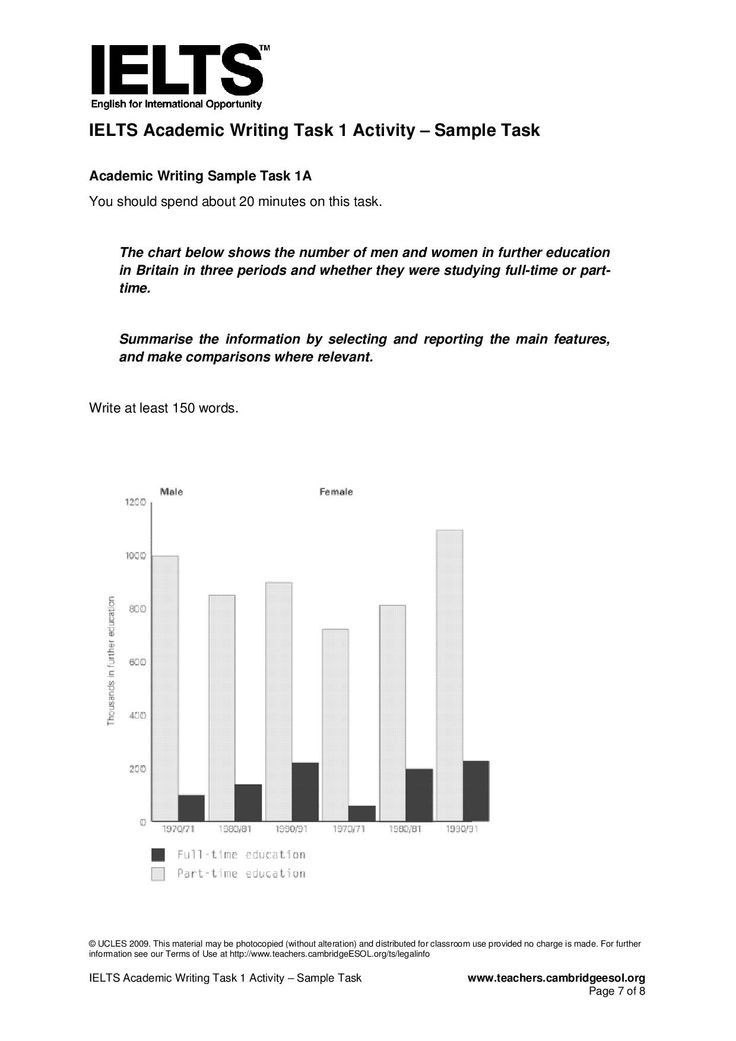 IELTS™
English for International Opportunity
IELTS Academic Writing Task 1 Activity – Sample Task
Academic Writing Sample Task 1A
You should spend about 20 minutes on this task.
The chart below shows the number of men and women in further education
in Britain in three periods and whether they were studying full-time or part-
time.
Summarise the information by selecting and reporting the main features,
and make comparisons where relevant.
Write at least 150 words.
Male Female
1200
1000
800
600
400
200
0
Thousands in further education
1970/71 1980/81 1990/91 1970/71 1980/81 1990/91
Full-time education
Part-time education
© UCLES 2009. This material may be photocopied (without alteration) and distributed for classroom use provided no charge is made. For further
information see our Terms of Use at http://www.teachers.cambridgeESOL.org/ts/legalinfo
IELTS Academic Writing Task 1 Activity – Sample Task www.teachers.cambridgeesol.org
Page 7 of 8